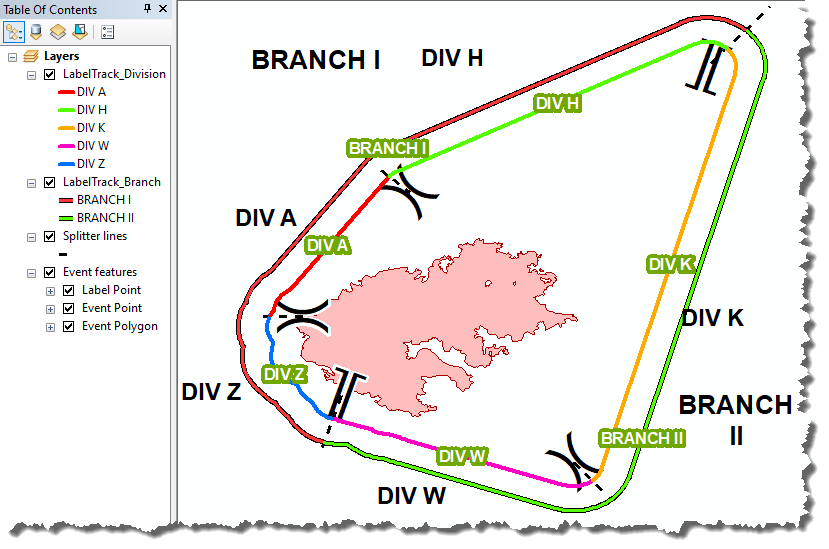 Table Of Contents
Layers
LabelTrack_Division
DIV A
DIV H
DIV K
DIV W
DIV Z
LabelTrack_Branch
BRANCH I
BRANCH II
Splitter lines
Event features
Label Point
Event Point
Event Polygon
BRANCH I
DIV H
DIV H
BRANCH I
DIV A
DIV A
DIV K
DIV K
DIV Z
DIV Z
BRANCH
II
BRANCH II
DIV W
DIV W